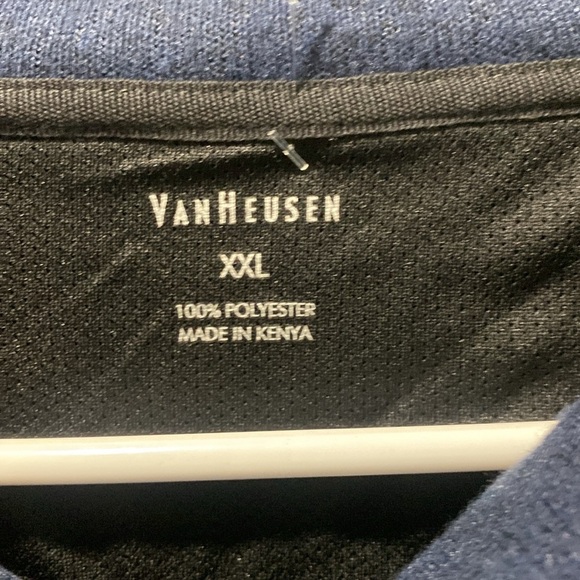 VANHEUSEN
XXL
100% POLYESTER
MADE IN KENYA